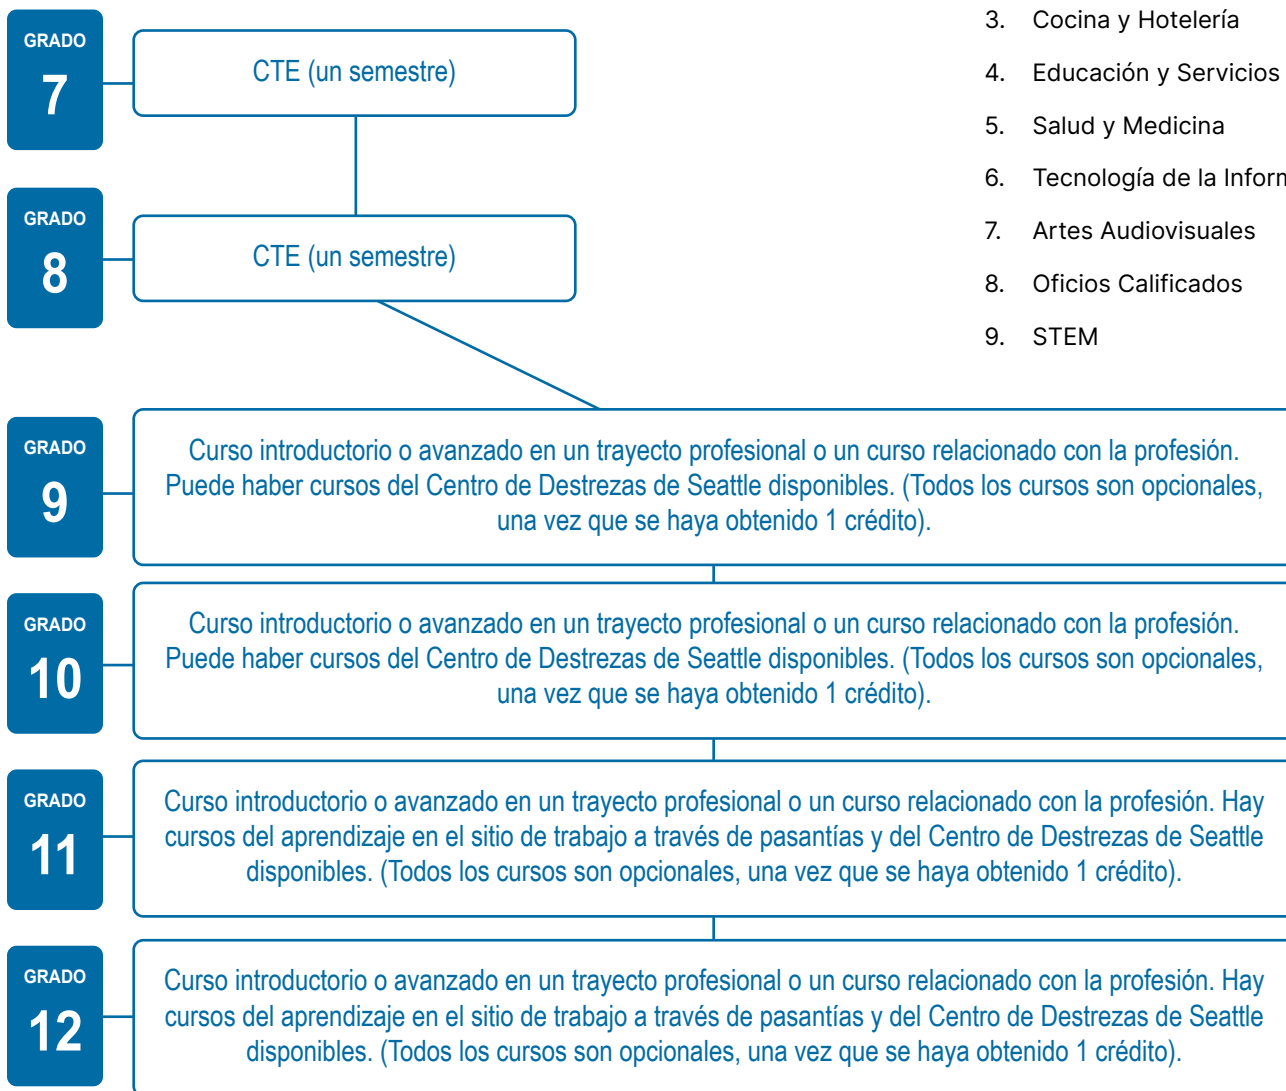 GRADO
7
CTE (un semestre)
GRADO
8
CTE (un semestre)
3. Cocina y Hotelería
4. Educación y Servicios
5. Salud y Medicina
6. Tecnología de la
7. Artes Audiovisuales
8. Oficios Calificados
9. STEM
GRADO
9
Curso introductorio o avanzado en un trayecto profesional o un curso relacionado con la profesión.
Puede haber cursos del Centro de Destrezas de Seattle disponibles. (Todos los cursos son opcionales,
una vez que se haya obtenido 1 crédito).
GRADO
10
Curso introductorio o avanzado en un trayecto profesional o un curso relacionado con la profesión.
Puede haber cursos del Centro de Destrezas de Seattle disponibles. (Todos los cursos son opcionales,
una vez que se haya obtenido 1 crédito).
GRADO
11
Curso introductorio o avanzado en un trayecto profesional o un curso relacionado con la profesión. Hay
cursos del aprendizaje en el sitio de trabajo a través de pasantías y del Centro de Destrezas de Seattle
disponibles. (Todos los cursos son opcionales, una vez que se haya obtenido 1 crédito).
GRADO
12
Curso introductorio o avanzado en un trayecto profesional o un curso relacionado con la profesión. Hay
cursos del aprendizaje en el sitio de trabajo a través de pasantías y del Centro de Destrezas de Seattle
disponibles. (Todos los cursos son opcionales, una vez que se haya obtenido 1 crédito).